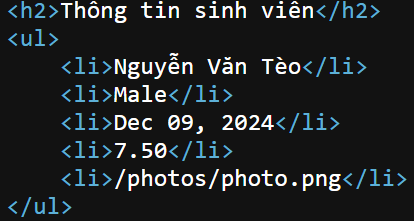 <h2>Thông tin sinh viên</h2>
<ul>
    <li>Nguyễn Văn Tèo</li>
    <li>Male</li>
    <li>Dec 09, 2024</li>
    <li>7.50</li>
    <li>/photos/photo.png</li>
</ul>